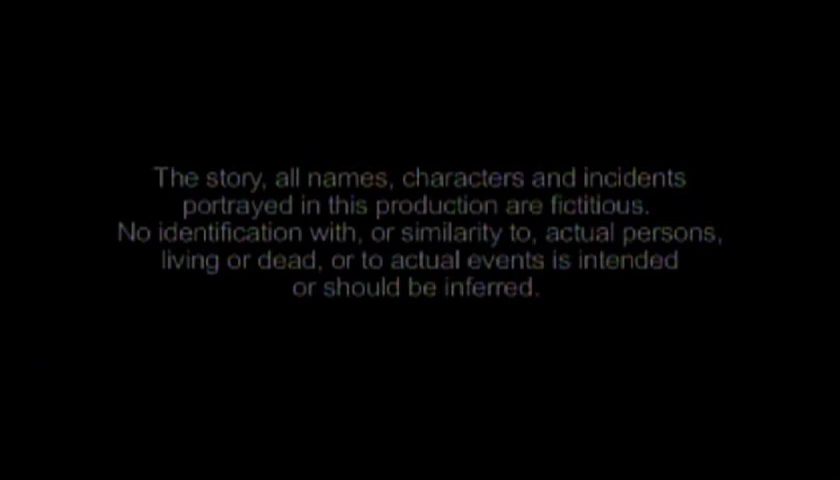 The story, all names, characters and incidents
portrayed in this production are fictitious.
No identification with, or similarity to, actual persons,
living or dead, or to actual events is intended
or should be inferred.